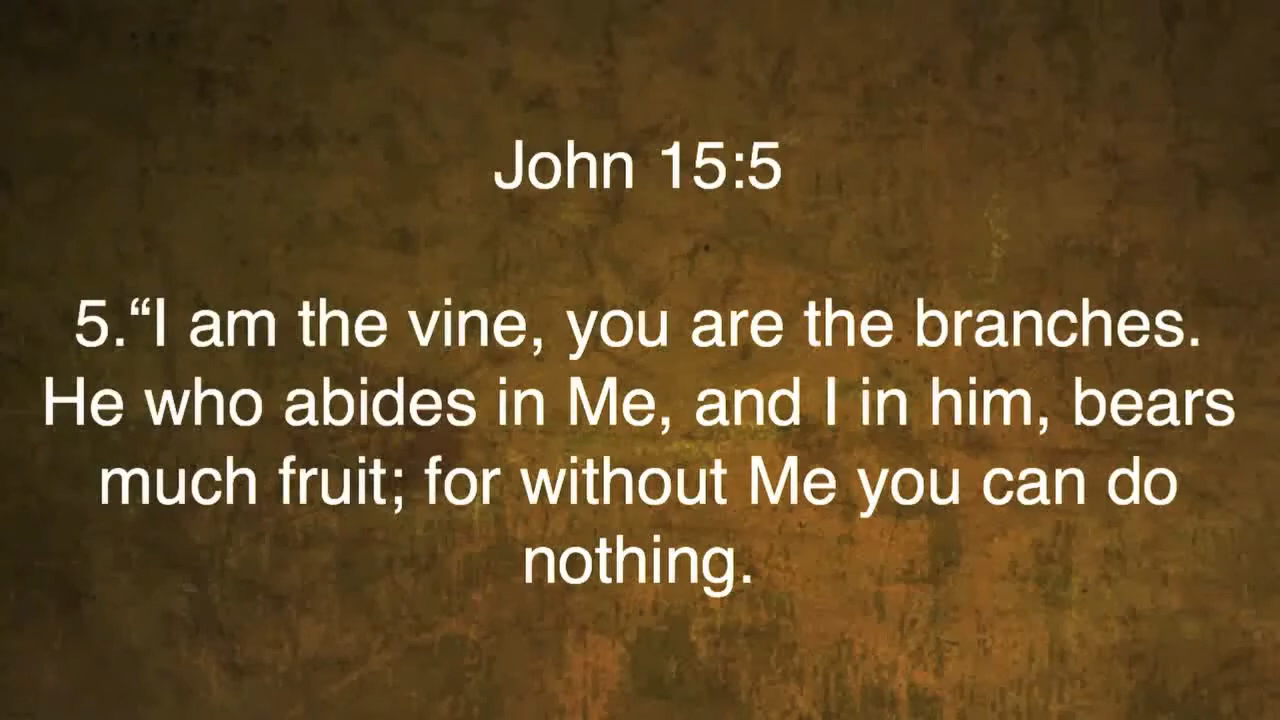 John 15:5
5.“I am the vine, you are the branches.
He who abides in Me, and I in him, bears
much fruit; for without Me you can do
nothing.